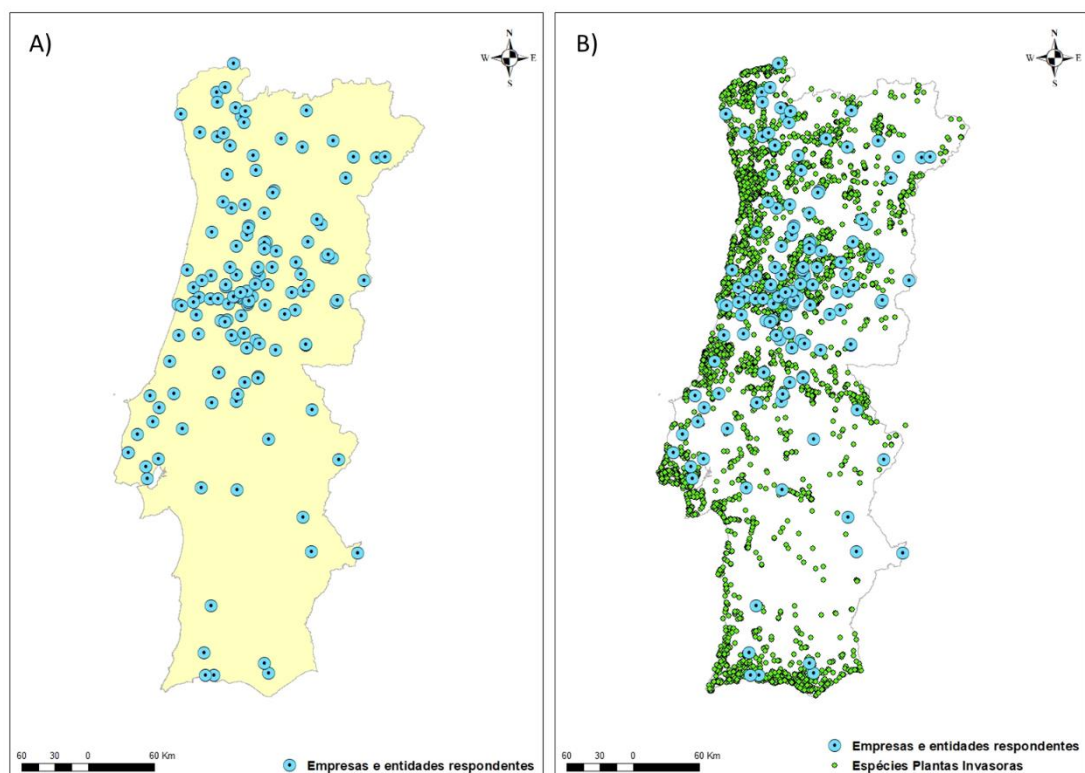 A)
N
W E
S
60 30 0 60 Km
Empresas e entidades respondentes
B)
N
W E
S
60 30 0 60 Km
Empresas e entidades respondentes
Espécies Plantas Invasoras